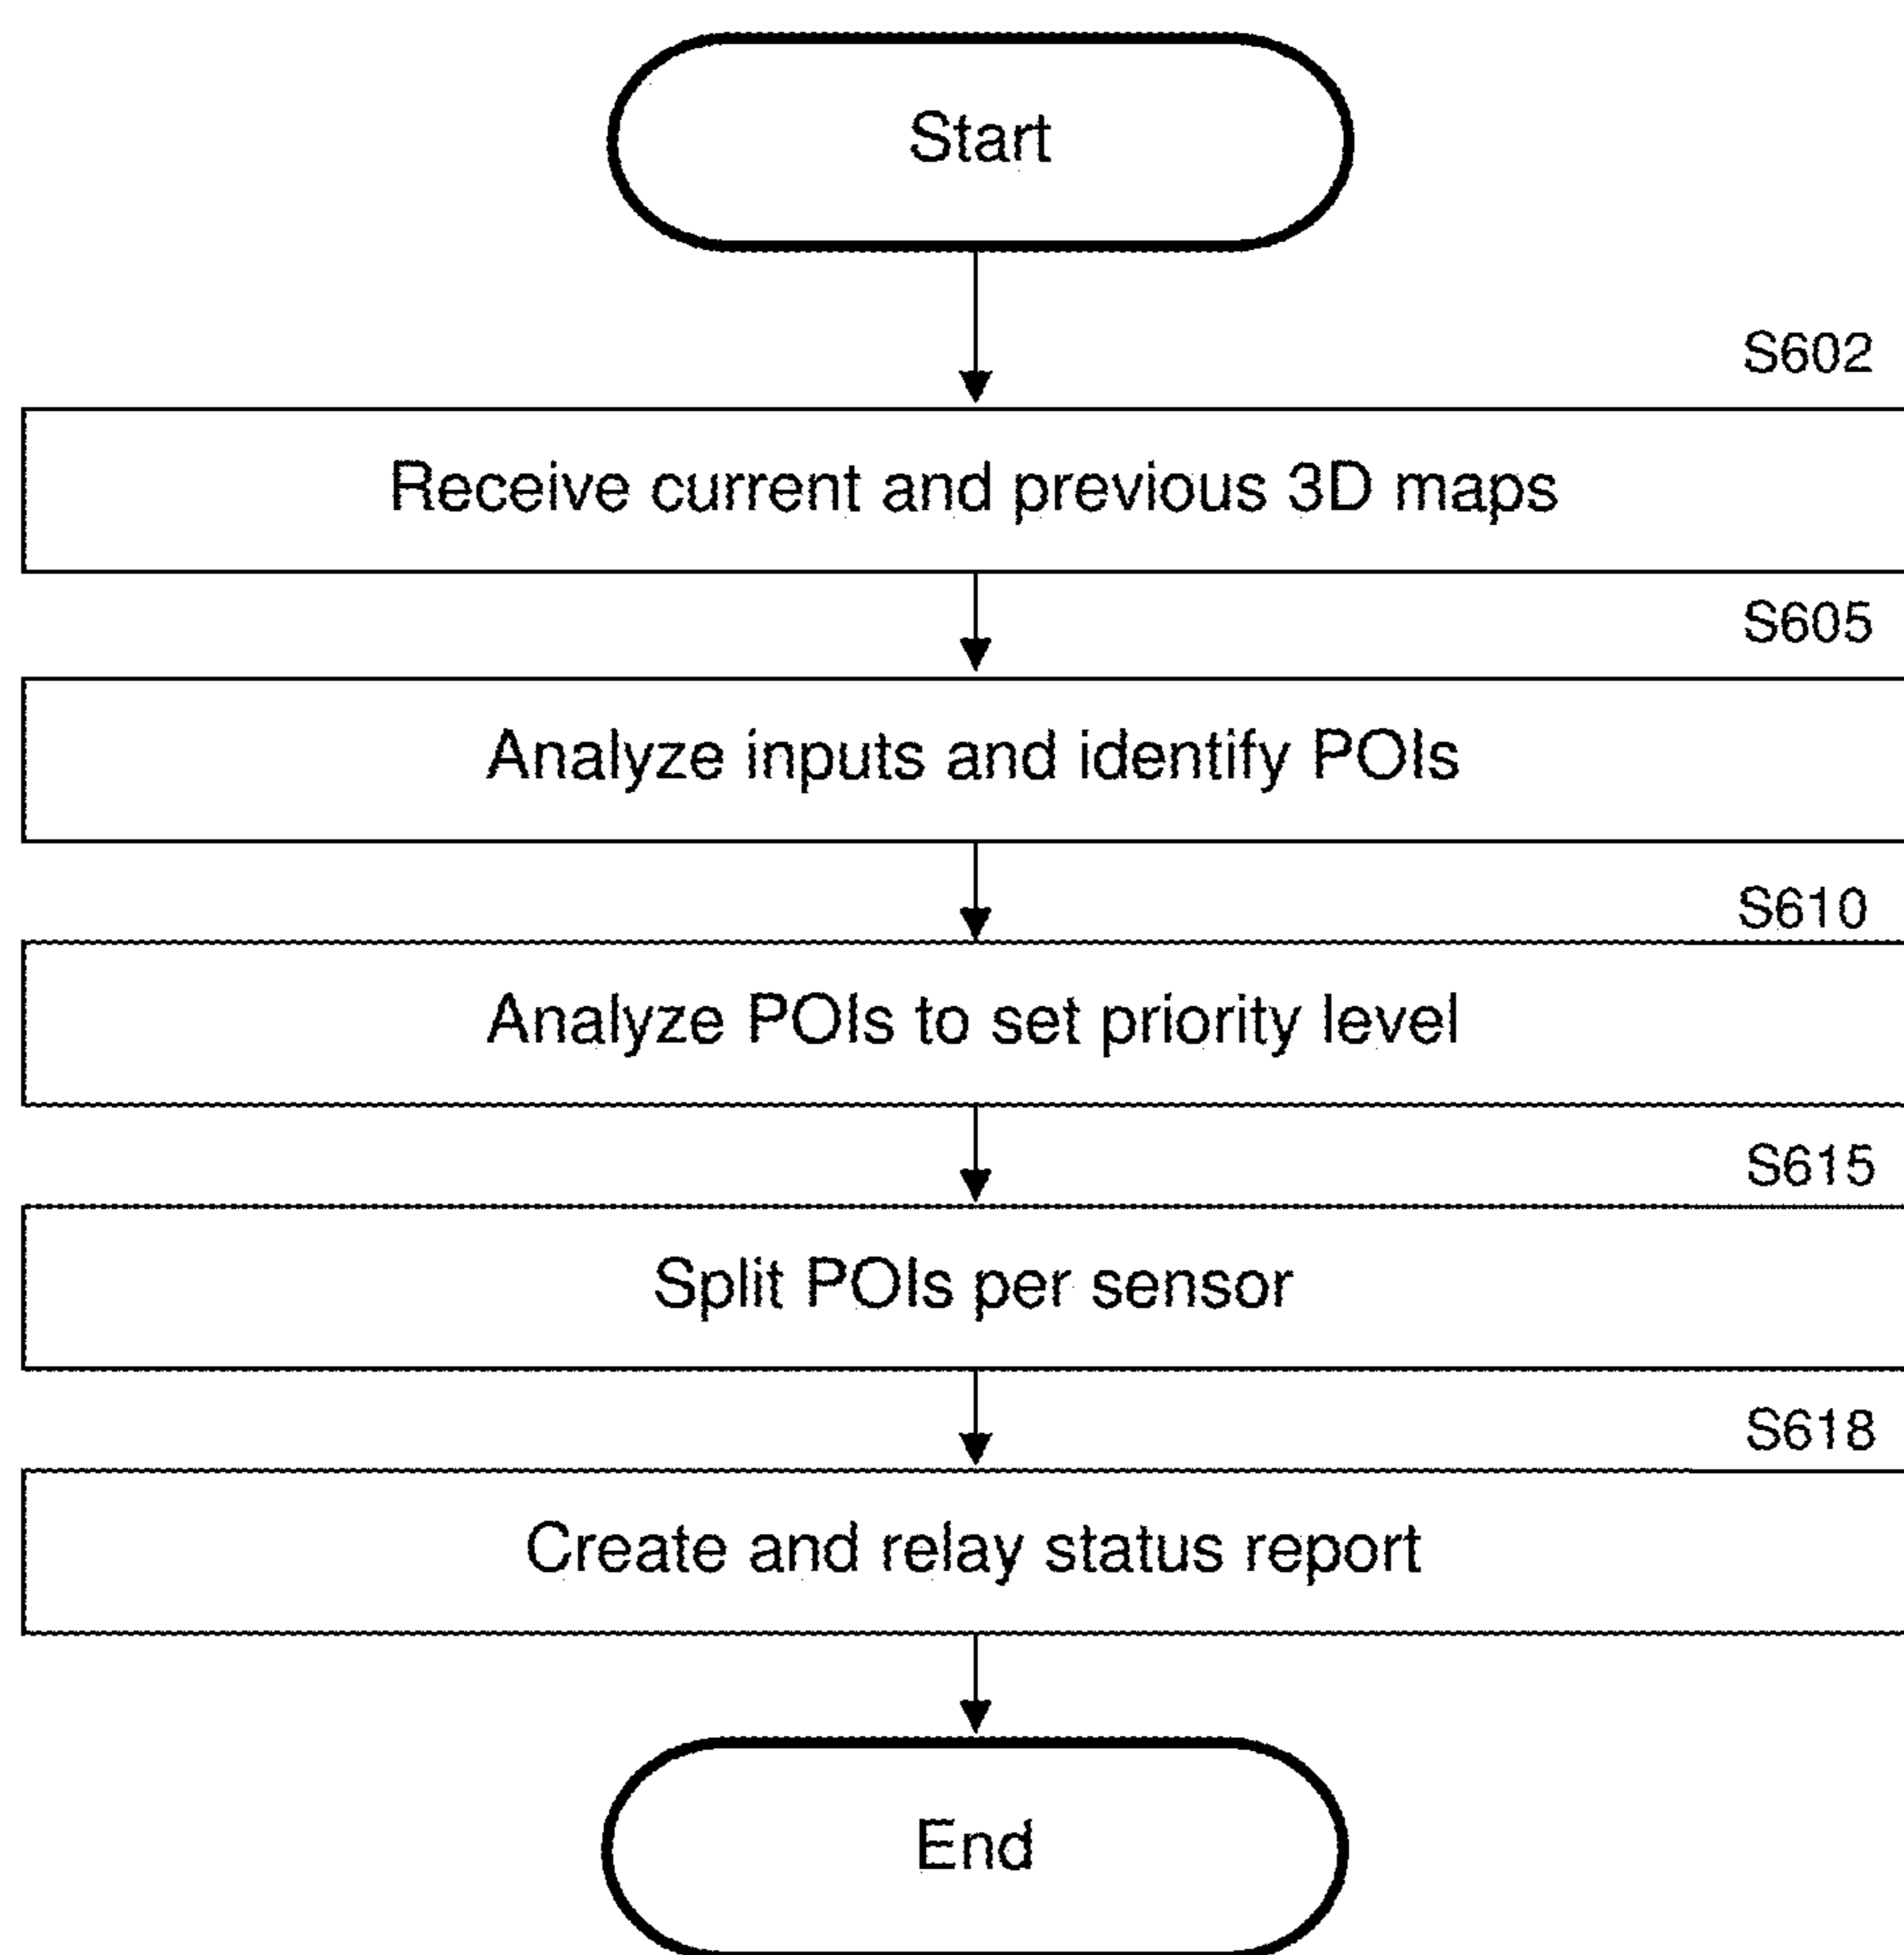 Start
S602
Receive current and previous 3D maps
S605
Analyze inputs and identify POIs
S610
Analyze POIs to set priority level
S615
Split POIs per sensor
S618
Create and relay status report
End